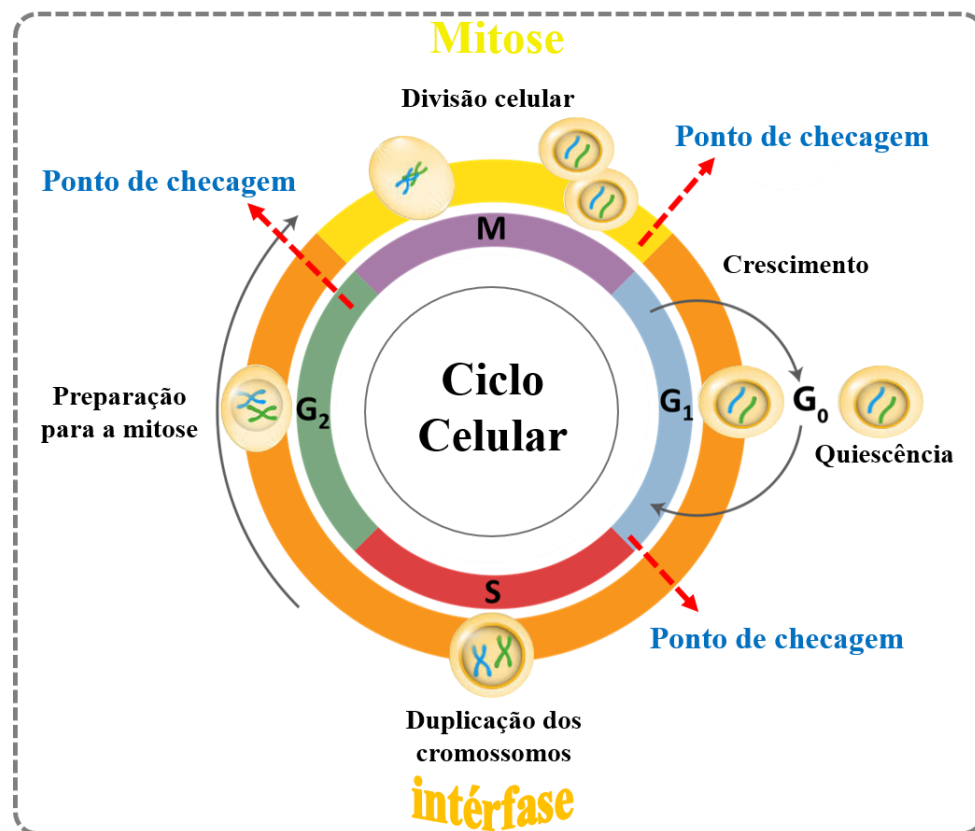 Mitose
Divisão celular
Ponto de checagem
Ponto de checagem
M
Crescimento
Preparação
para a mitose
G₂
Ciclo
Celular
G₁
G₀
Quiescência
S
Ponto de checagem
Duplicação dos
cromossomos
intérfase